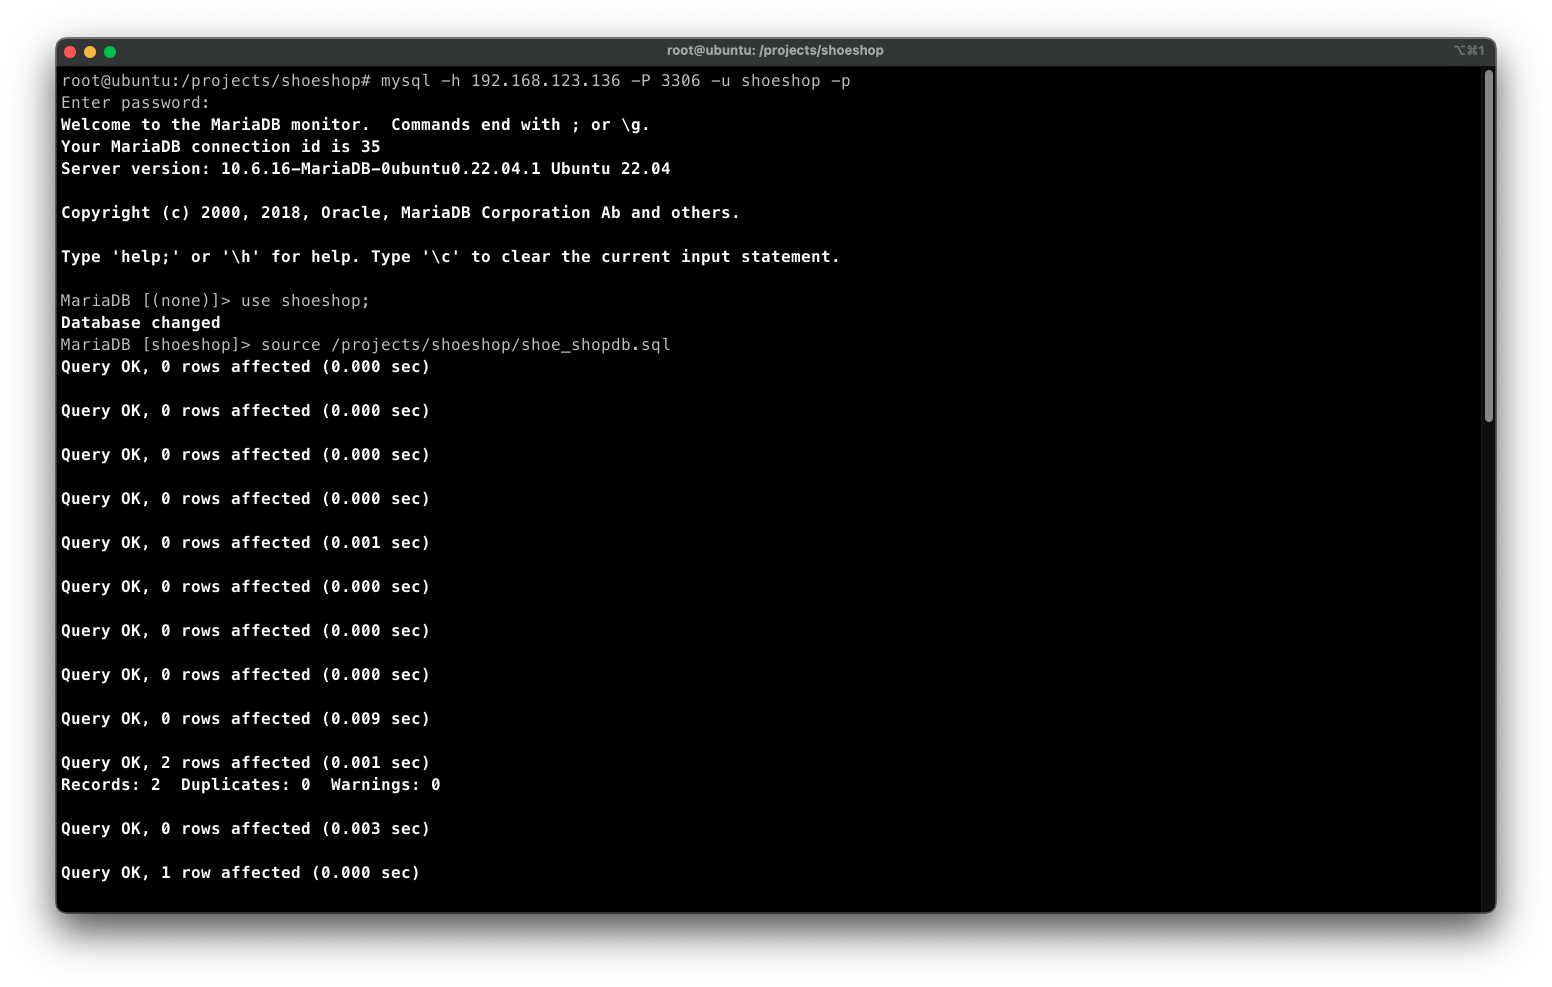 root@ubuntu: /projects/shoeshop
⌥⌘1
root@ubuntu:/projects/shoeshop# mysql -h 192.168.123.136 -P 3306 -u shoeshop -p
Enter password:
Welcome to the MariaDB monitor.  Commands end with ; or \g.
Your MariaDB connection id is 35
Server version: 10.6.16-MariaDB-0ubuntu0.22.04.1 Ubuntu 22.04
Copyright (c) 2000, 2018, Oracle, MariaDB Corporation Ab and others.
Type 'help;' or '\h' for help. Type '\c' to clear the current input statement.
MariaDB [(none)]> use shoeshop;
Database changed
MariaDB [shoeshop]> source /projects/shoeshop/shoe_shopdb.sql
Query OK, 0 rows affected (0.000 sec)
Query OK, 0 rows affected (0.000 sec)
Query OK, 0 rows affected (0.000 sec)
Query OK, 0 rows affected (0.000 sec)
Query OK, 0 rows affected (0.001 sec)
Query OK, 0 rows affected (0.000 sec)
Query OK, 0 rows affected (0.000 sec)
Query OK, 0 rows affected (0.000 sec)
Query OK, 0 rows affected (0.009 sec)
Query OK, 2 rows affected (0.001 sec)
Records: 2  Duplicates: 0  Warnings: 0
Query OK, 0 rows affected (0.003 sec)
Query OK, 1 row affected (0.000 sec)